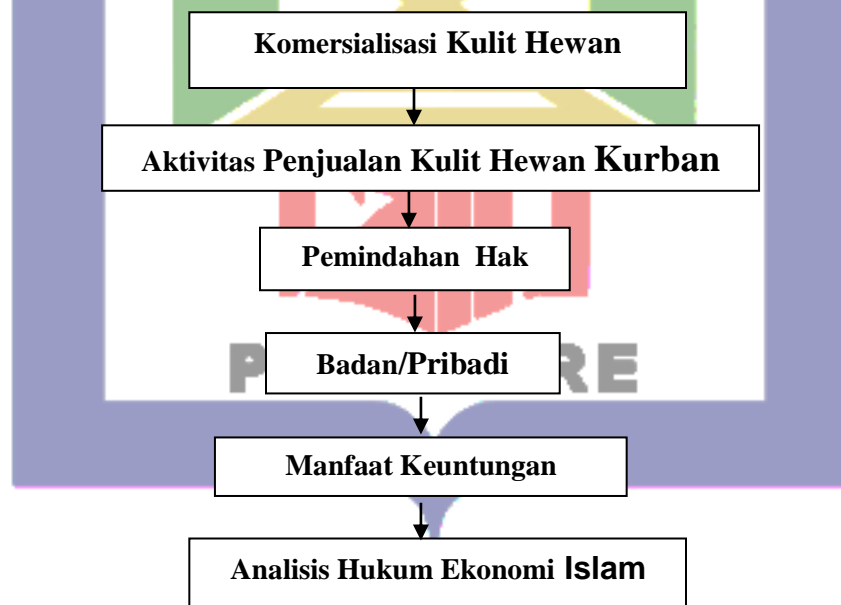 Komersialisasi Kulit Hewan
Aktivitas Penjualan Kulit Hewan Kurban
Pemindahan Hak
Badan/Pribadi
Manfaat Keuntungan
Analisis Hukum Ekonomi Islam